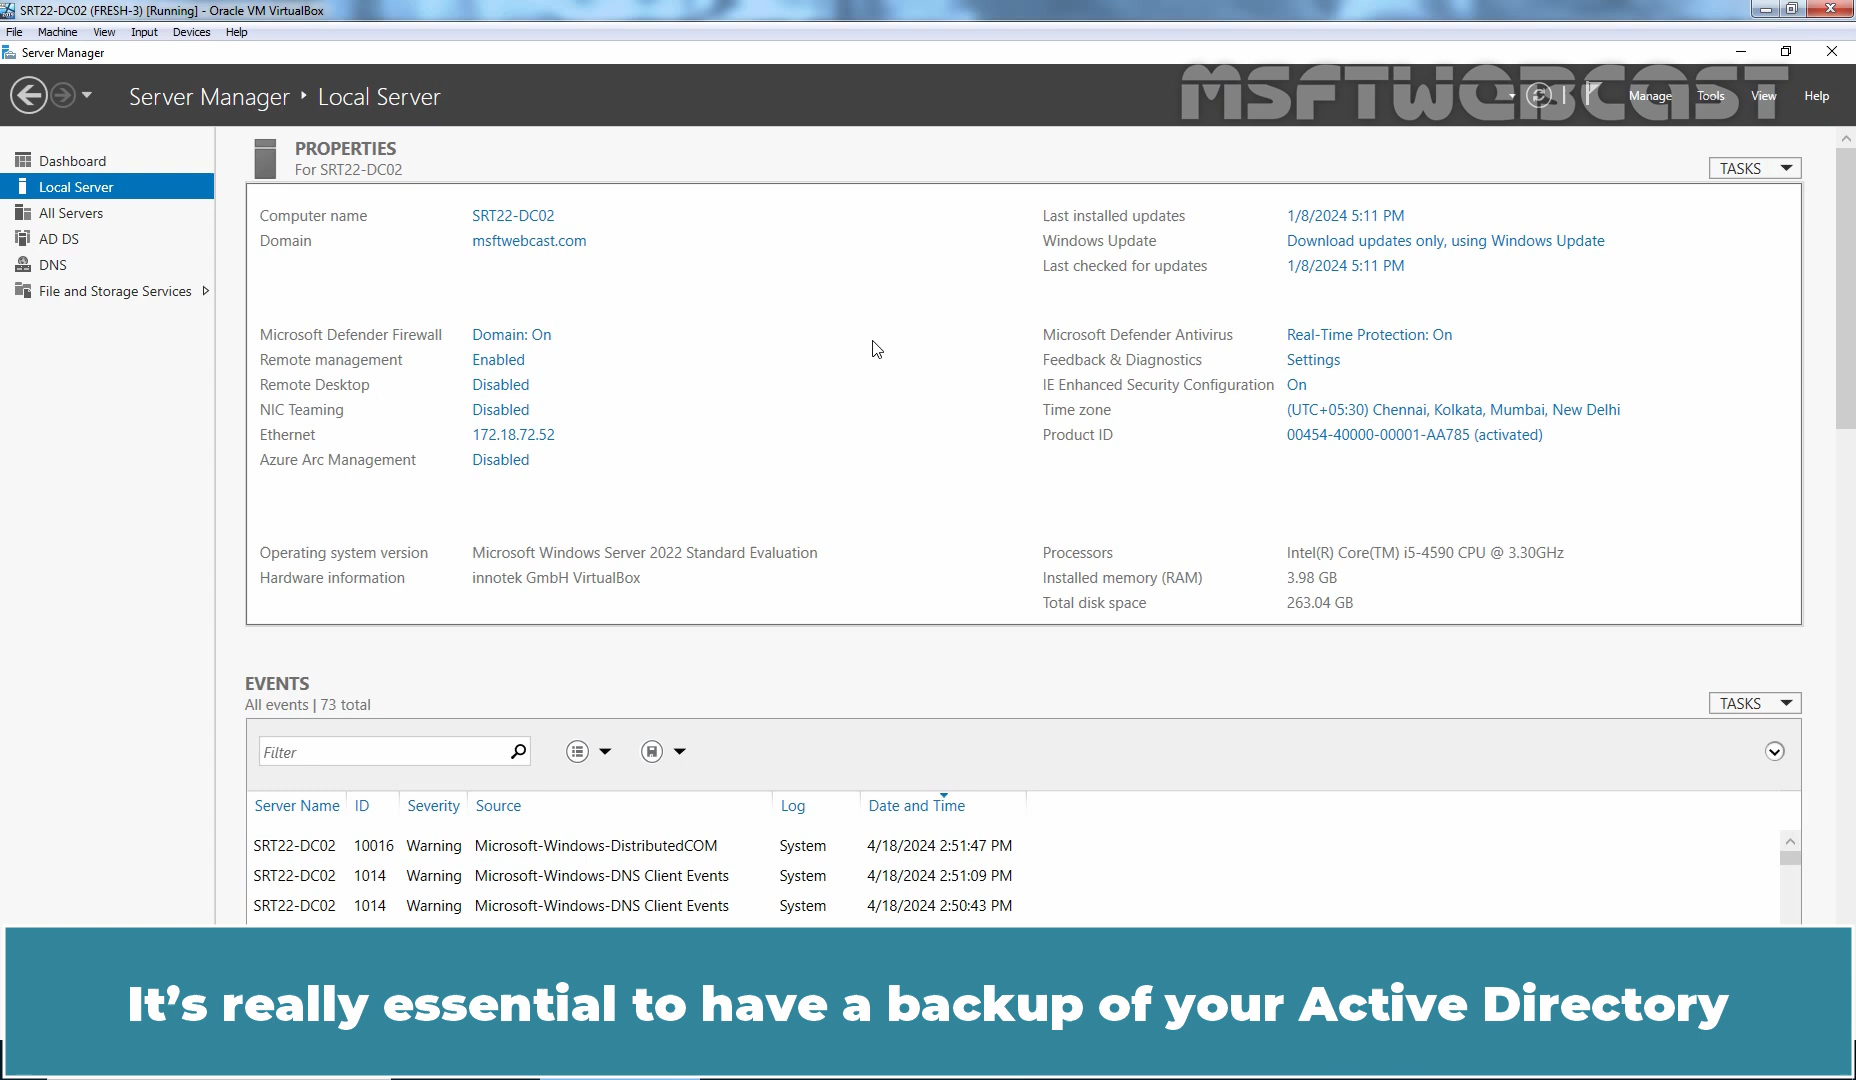 SRT22-DC02 (FRESH-3) [Running] - Oracle VM VirtualBox
File Machine View Input Devices Help
Server Manager
Server Manager ‣ Local Server
MSFTWEBCAST
Manage Tools View Help
Dashboard
Local Server
All Servers
AD DS
DNS
File and Storage Services
PROPERTIES
For SRT22-DC02
TASKS
Computer name SRT22-DC02
Domain msftwebcast.com
Last installed updates 1/8/2024 5:11 PM
Windows Update Download updates only, using Windows Update
Last checked for updates 1/8/2024 5:11 PM
Microsoft Defender Firewall Domain: On
Remote management Enabled
Remote Desktop Disabled
NIC Teaming Disabled
Ethernet 172.18.72.52
Azure Arc Management Disabled
Microsoft Defender Antivirus Real-Time Protection: On
Feedback & Diagnostics Settings
IE Enhanced Security Configuration On
Time zone (UTC+05:30) Chennai, Kolkata, Mumbai, New Delhi
Product ID 00454-40000-00001-AA785 (activated)
Operating system version Microsoft Windows Server 2022 Standard Evaluation
Hardware information innotek GmbH VirtualBox
Processors Intel(R) Core(TM) i5-4590 CPU @ 3.30GHz
Installed memory (RAM) 3.98 GB
Total disk space 263.04 GB
EVENTS
All events | 73 total
TASKS
Filter
Server Name ID Severity Source Log Date and Time
SRT22-DC02 10016 Warning Microsoft-Windows-DistributedCOM System 4/18/2024 2:51:47 PM
SRT22-DC02 1014 Warning Microsoft-Windows-DNS Client Events System 4/18/2024 2:51:09 PM
SRT22-DC02 1014 Warning Microsoft-Windows-DNS Client Events System 4/18/2024 2:50:43 PM
It's really essential to have a backup of your Active Directory